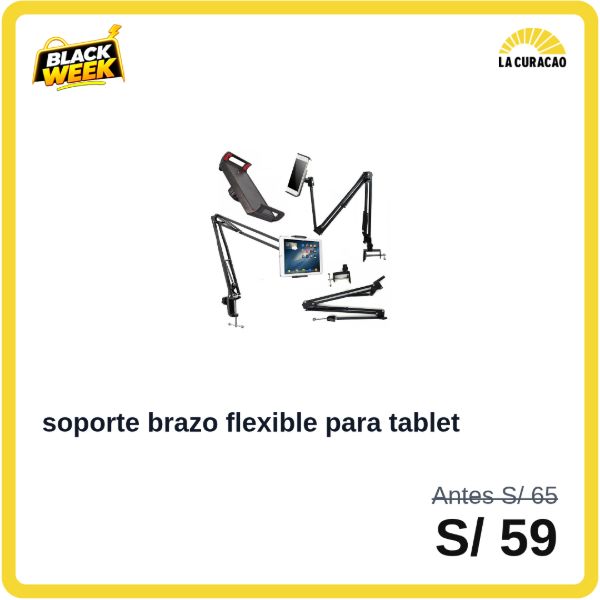 BLACK
WEEK
LA CURACAO
soporte brazo flexible para tablet
Antes S/ 65
S/ 59